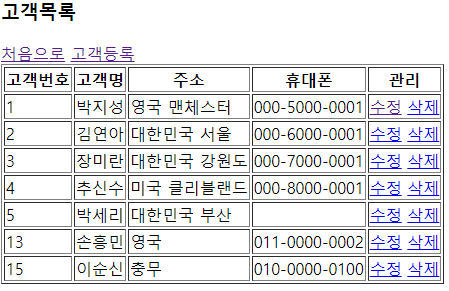 고객목록
처음으로 고객등록
고객번호 고객명 주소 휴대폰 관리
1 박지성 영국 맨체스터 000-5000-0001 수정 삭제
2 김연아 대한민국 서울 000-6000-0001 수정 삭제
3 장미란 대한민국 강원도 000-7000-0001 수정 삭제
4 추신수 미국 클리블랜드 000-8000-0001 수정 삭제
5 박세리 대한민국 부산 수정 삭제
13 손흥민 영국 011-0000-0002 수정 삭제
15 이순신 충무 010-0000-0100 수정 삭제